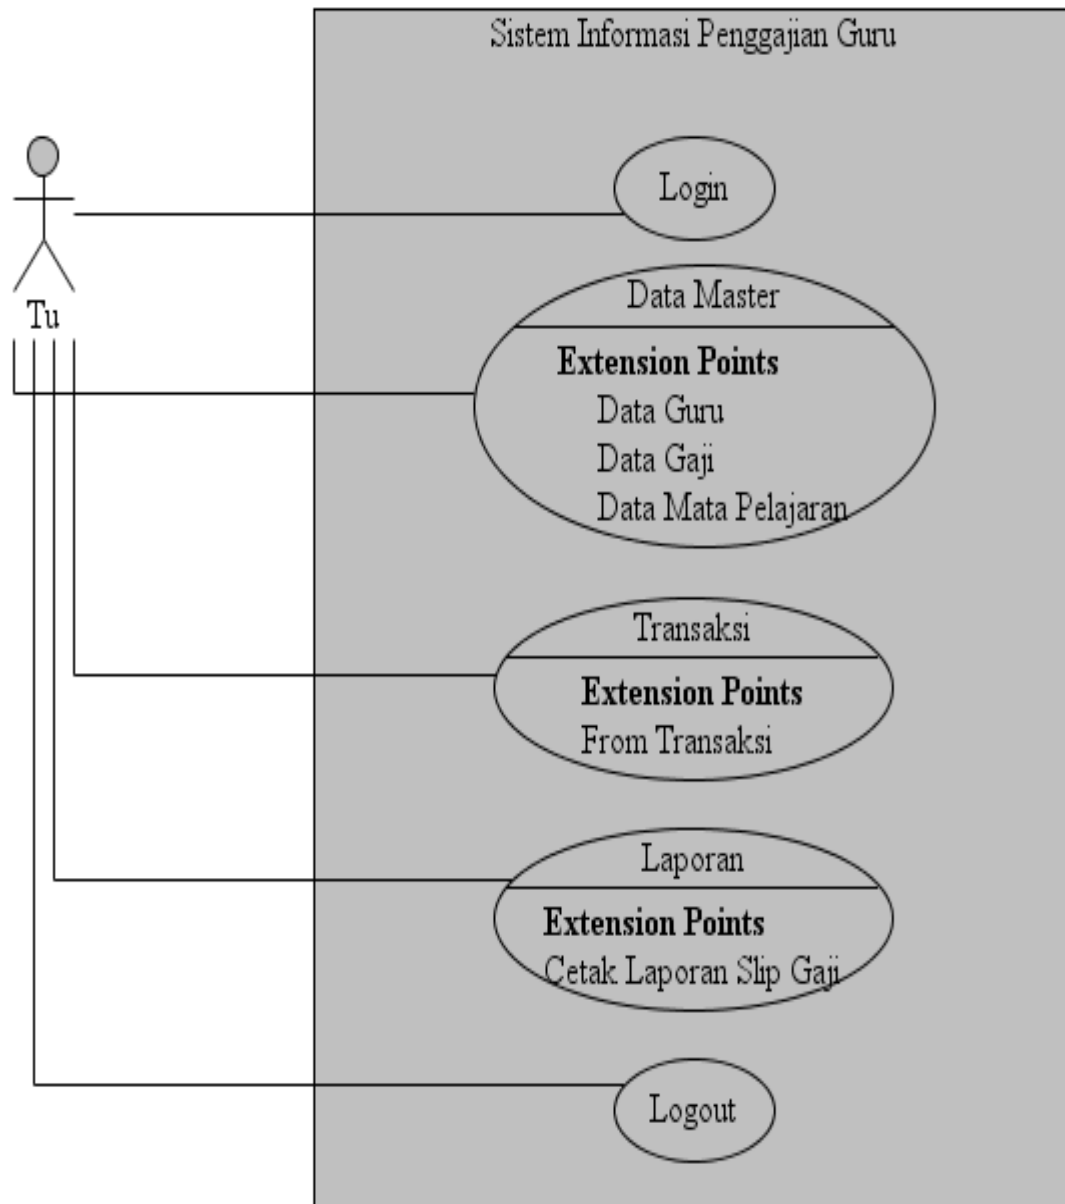 Sistem Informasi Penggajian Guru
Login
Tu
Data Master
Extension Points
Data Guru
Data Gaji
Data Mata Pelajaran
Transaksi
Extension Points
From Transaksi
Laporan
Extension Points
Cetak Laporan Slip Gaji
Logout